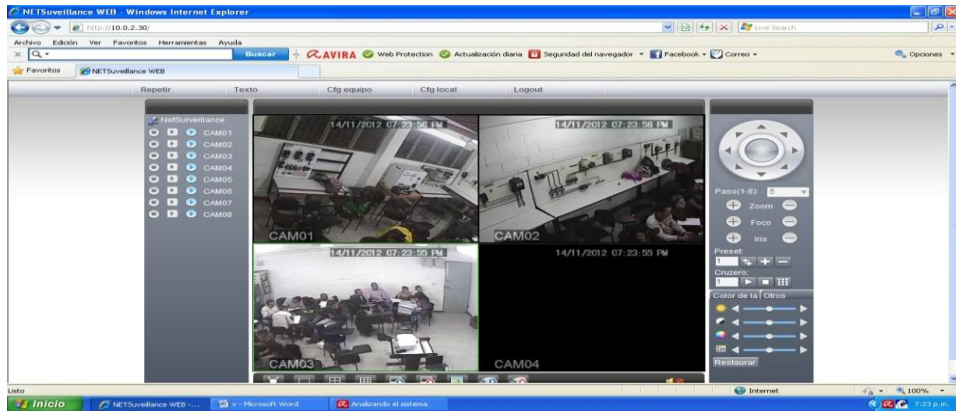 NETSuveillance WEB - Windows Internet Explorer
http://10.0.2.30/
Live Search
Archivo Edición Ver Favoritos Herramientas Ayuda
Buscar AVIRA Web Protection Actualización diaria Seguridad del navegador Facebook Correo Opciones
Favoritos NETSuveillance WEB
Repetir Texto Cfg equipo Cfg local Logout
NetSurveillance
CAM01
CAM02
CAM03
CAM04
CAM05
CAM06
CAM07
CAM08
14/11/2012 07:23:56 PM
CAM01
14/11/2012 07:23:56 PM
CAM02
14/11/2012 07:23:55 PM
CAM03
14/11/2012 07:23:55 PM
CAM04
Paso(1-8): 5
Zoom
Foco
Iris
Preset
1
Cruzero:
1
Color de la Otros
Restaurar
Listo Internet 100%
Inicio NETSuveillance WEB -... v - Microsoft Word Analizando el sistema 7:23 p.m.